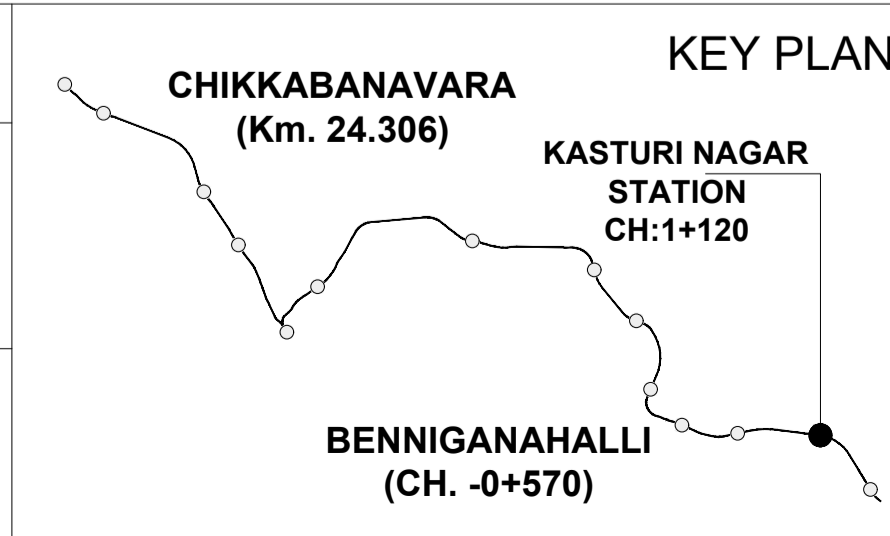 KEY PLAN
CHIKKABANAVARA
(Km. 24.306)
KASTURI NAGAR
STATION
CH:1+120
BENNIGANAHALLI
(CH. -0+570)